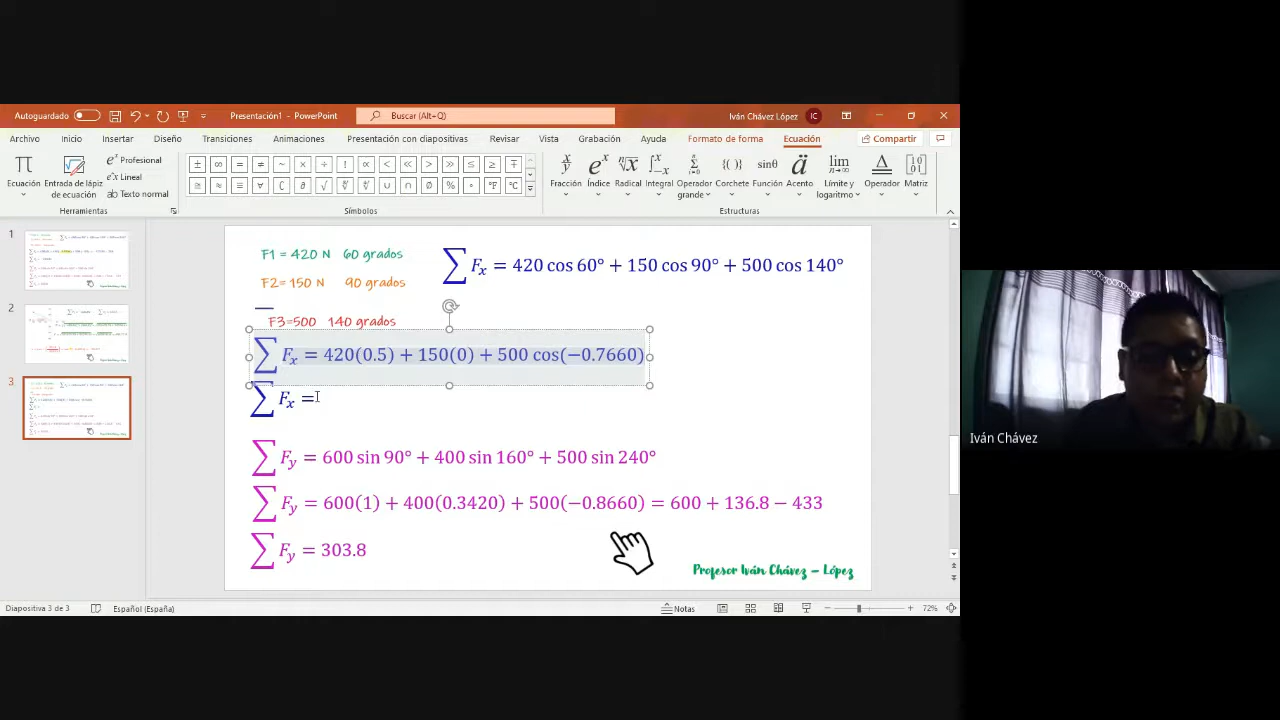 Autoguardado
Presentación1 - PowerPoint
Buscar (Alt+Q)
Iván Chávez López
IC
Archivo Inicio Insertar Diseño Transiciones Animaciones Presentación con diapositivas Revisar Vista Grabación Ayuda Formato de forma Ecuación
Compartir
Ecuación
Entrada de lápiz de ecuación
Profesional
Lineal
ab Texto normal
Fracción Índice Radical Integral Operador grande Corchete Función Acento Límite y logaritmo Operador Matriz
Herramientas
Símbolos
Estructuras
1
2
3
F1 = 420 N 60 grados
∑ Fx = 420 cos 60° + 150 cos 90° + 500 cos 140°
F2= 150 N 90 grados
F3=500 140 grados
∑ Fx = 420(0.5) + 150(0) + 500 cos(−0.7660)
∑ Fx =
∑ Fy = 600 sin 90° + 400 sin 160° + 500 sin 240°
∑ Fy = 600(1) + 400(0.3420) + 500(−0.8660) = 600 + 136.8 − 433
∑ Fy = 303.8
Profesor Iván Chávez – López
Diapositiva 3 de 3
Español (España)
Notas
72%
Iván Chávez